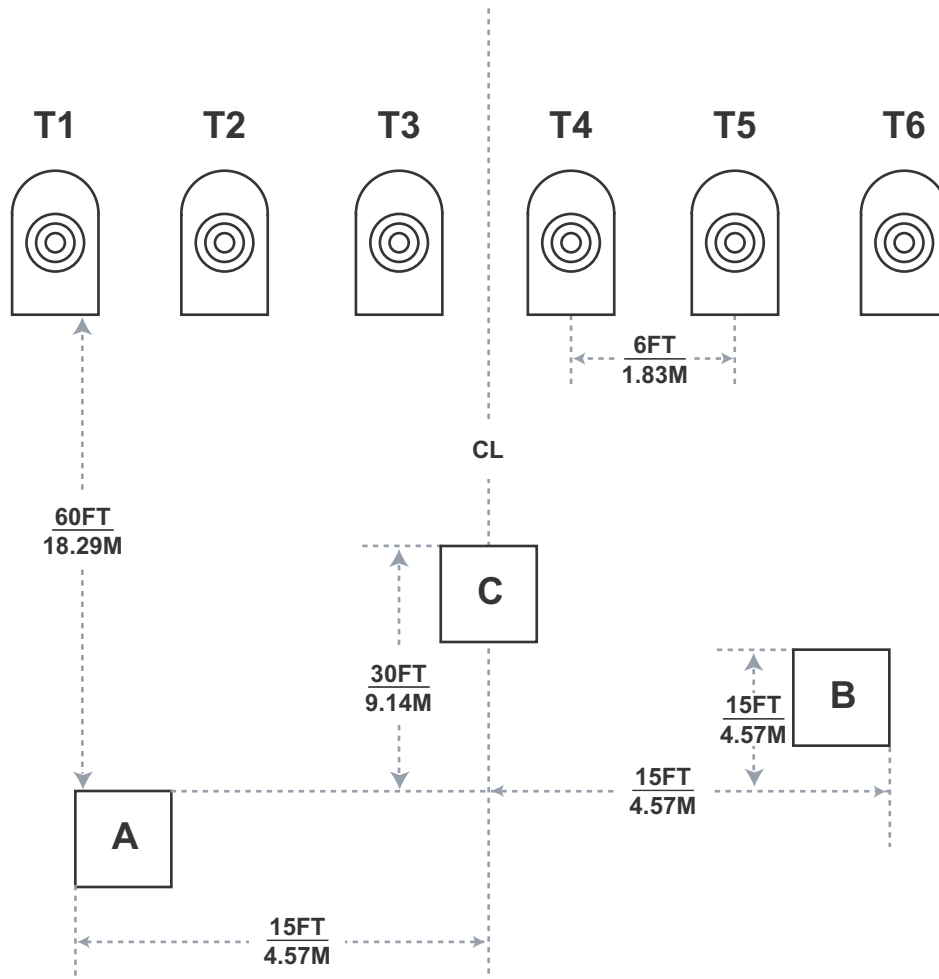 T1 T2 T3 T4 T5 T6
6FT
1.83M
CL
60FT
18.29M
C
30FT
9.14M
B
15FT
4.57M
15FT
4.57M
A
15FT
4.57M